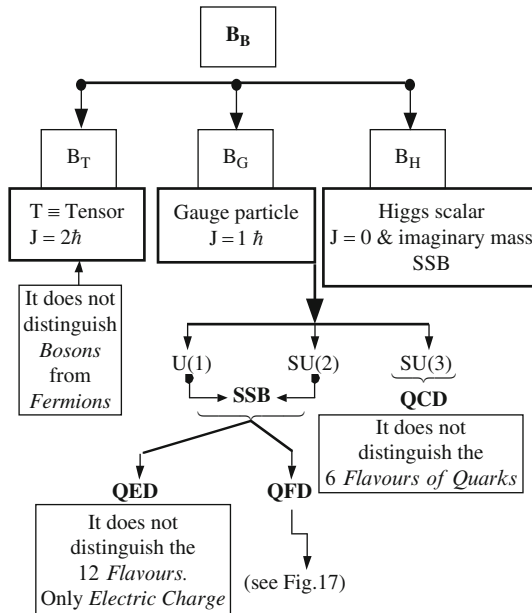 B_B
B_T
B_G
B_H
T ≡ Tensor
J = 2ħ
Gauge particle
J = 1 ħ
Higgs scalar
J = 0 & imaginary mass
SSB
It does not
distinguish
Bosons
from
Fermions
U(1)
SU(2)
SU(3)
SSB
QCD
It does not
distinguish the
6 Flavours of Quarks
QED
QFD
It does not
distinguish the
12 Flavours.
Only Electric Charge
(see Fig.17)